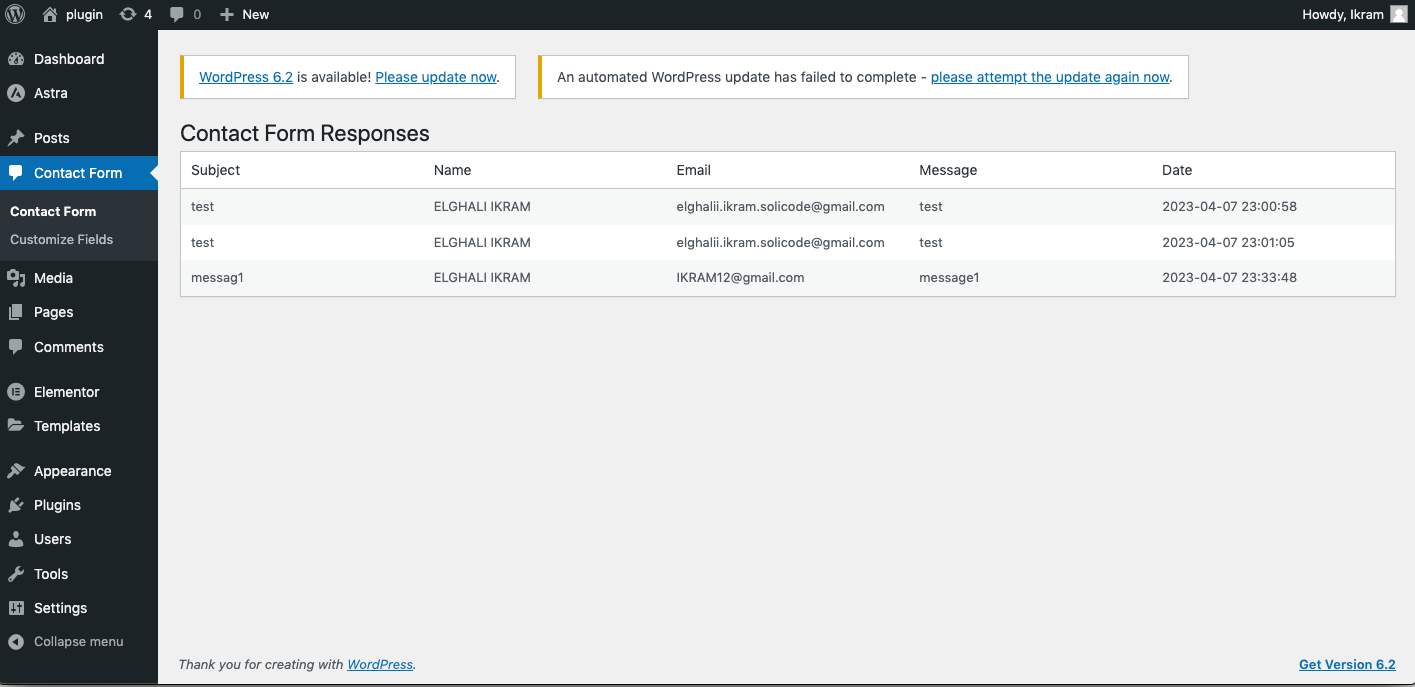 plugin 4 0 New Howdy, Ikram
Dashboard
Astra
Posts
Contact Form
Contact Form
Customize Fields
Media
Pages
Comments
Elementor
Templates
Appearance
Plugins
Users
Tools
Settings
Collapse menu
WordPress 6.2 is available! Please update now.
An automated WordPress update has failed to complete - please attempt the update again now.
Contact Form Responses
Subject Name Email Message Date
test ELGHALI IKRAM elghalii.ikram.solicode@gmail.com test 2023-04-07 23:00:58
test ELGHALI IKRAM elghalii.ikram.solicode@gmail.com test 2023-04-07 23:01:05
messag1 ELGHALI IKRAM IKRAM12@gmail.com message1 2023-04-07 23:33:48
Thank you for creating with WordPress. Get Version 6.2